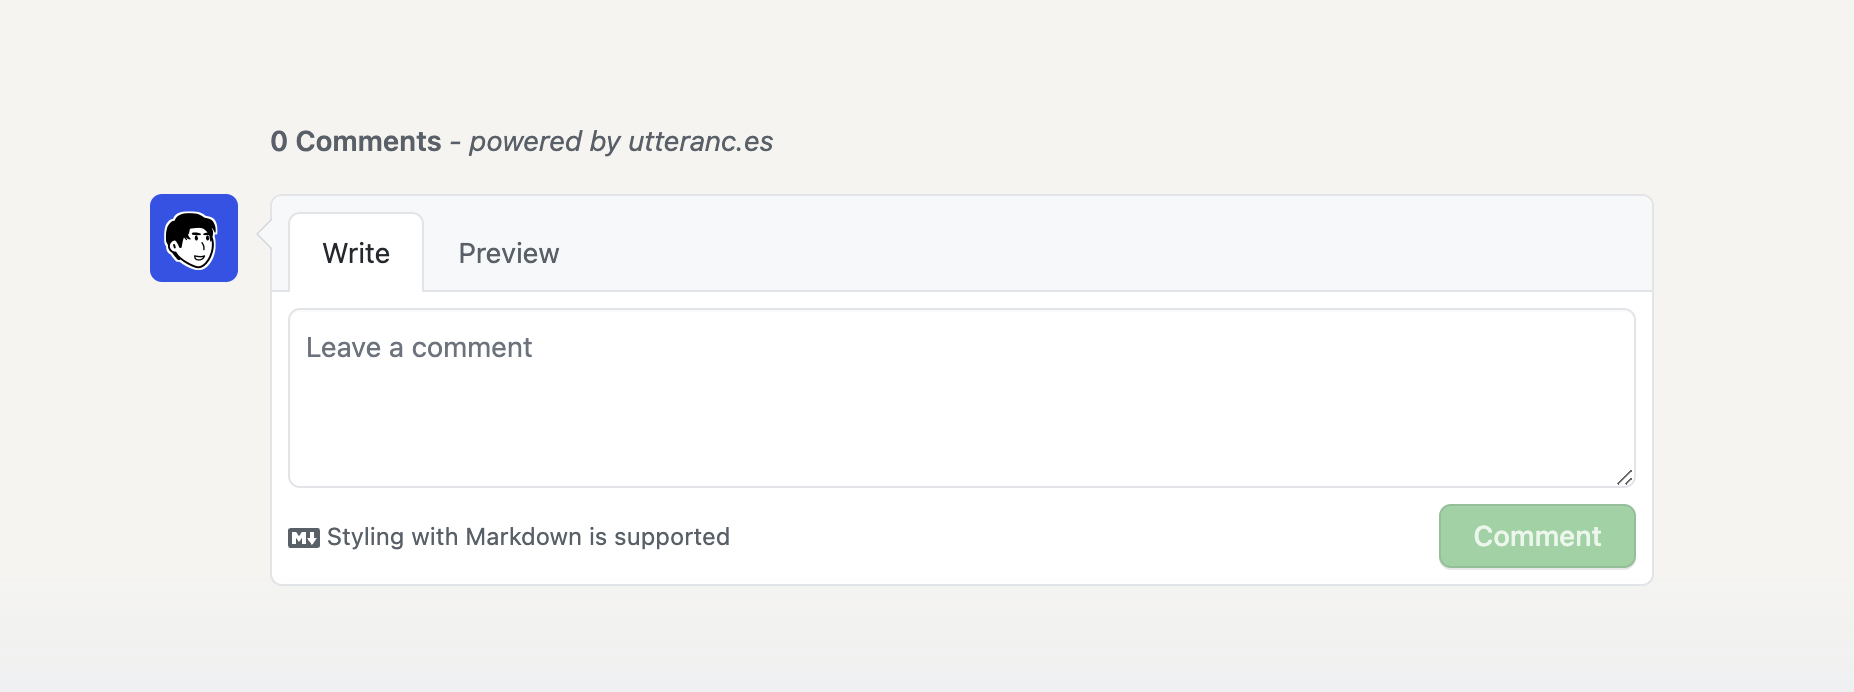 0 Comments - powered by utteranc.es
Write Preview
Leave a comment
M↓ Styling with Markdown is supported
Comment